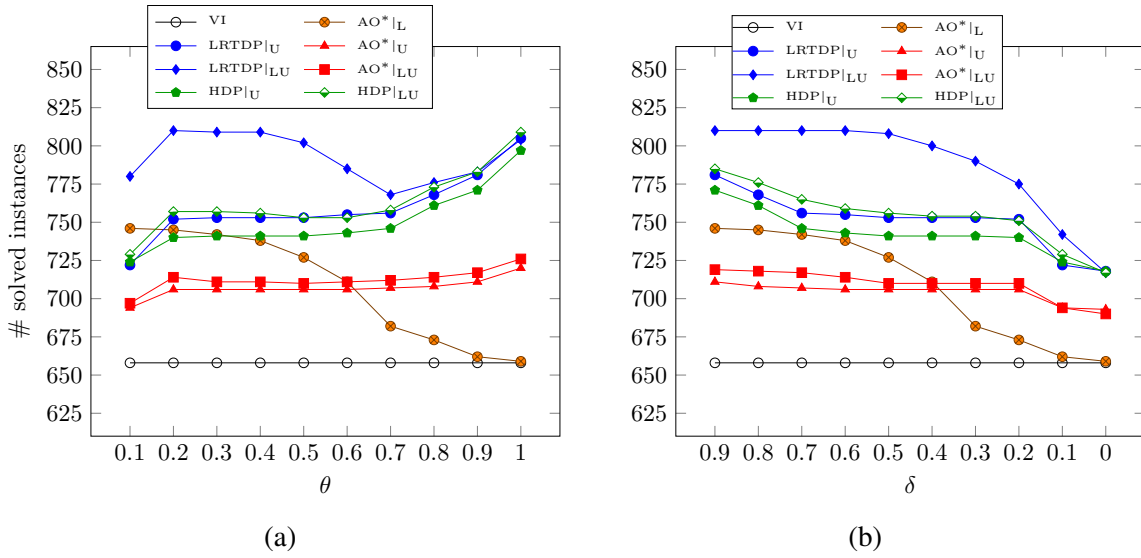 VI
LRTDP|U
LRTDP|LU
HDP|U
AO*|L
AO*|U
AO*|LU
HDP|LU
# solved instances
850
825
800
775
750
725
700
675
650
625
0.1 0.2 0.3 0.4 0.5 0.6 0.7 0.8 0.9 1
θ
(a)
VI
LRTDP|U
LRTDP|LU
HDP|U
AO*|L
AO*|U
AO*|LU
HDP|LU
850
825
800
775
750
725
700
675
650
625
0.9 0.8 0.7 0.6 0.5 0.4 0.3 0.2 0.1 0
δ
(b)